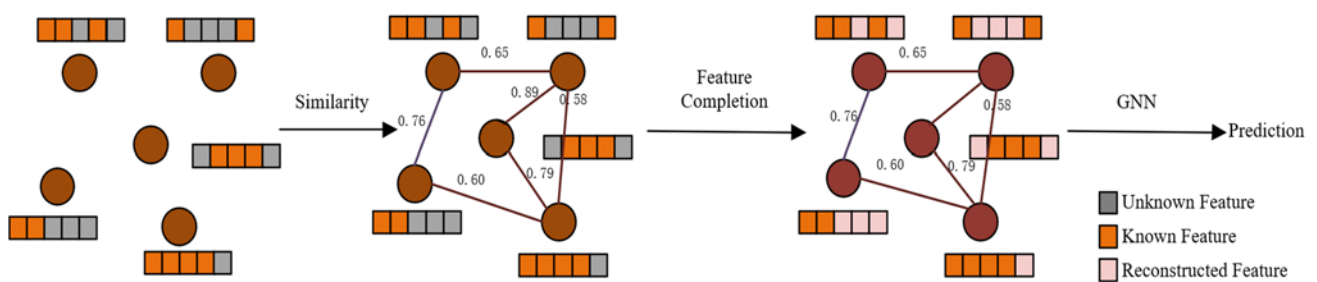 0.65
0.89
0.58
0.76
0.60
0.79
Similarity
Feature
Completion
0.65
0.58
0.76
0.60
0.79
GNN
Prediction
Unknown Feature
Known Feature
Reconstructed Feature